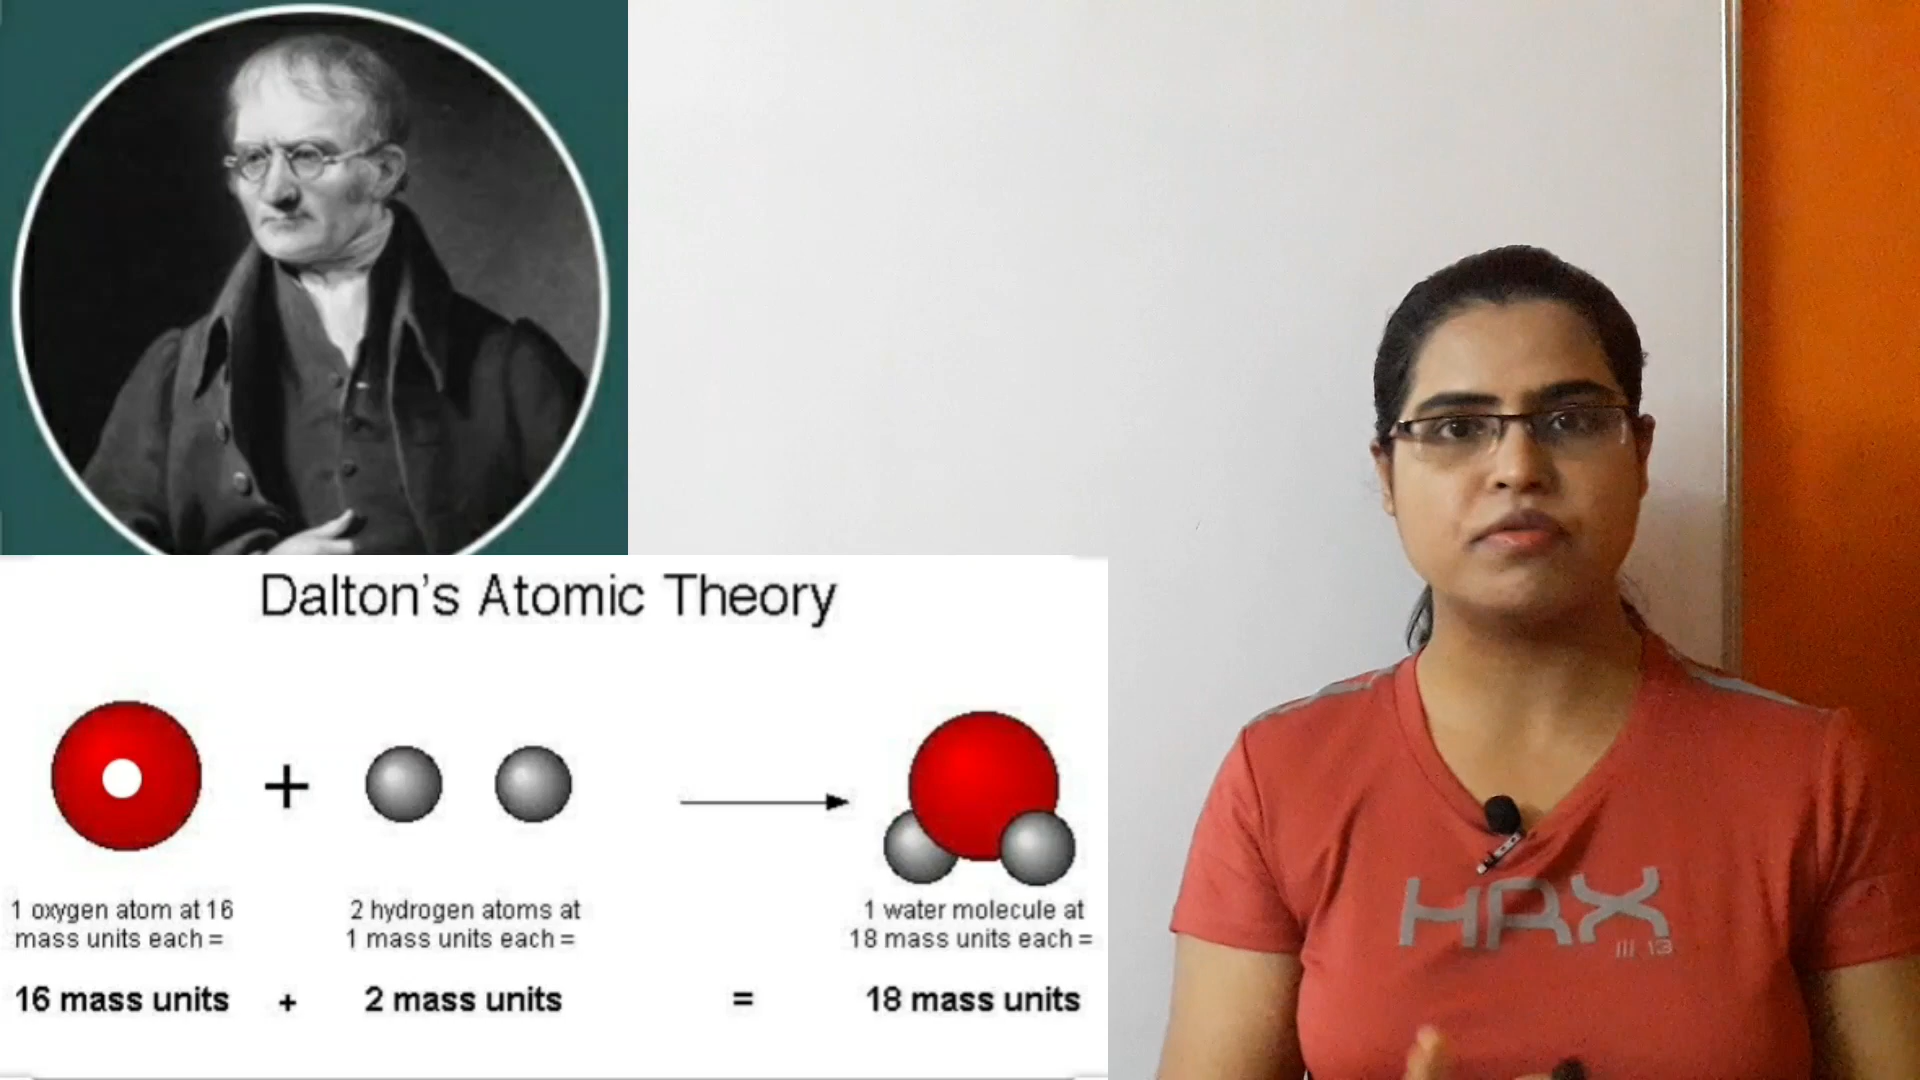 Dalton's Atomic Theory
+
1 oxygen atom at 16
mass units each =
2 hydrogen atoms at
1 mass units each =
1 water molecule at
18 mass units each =
16 mass units + 2 mass units = 18 mass units
HRX
/// 13